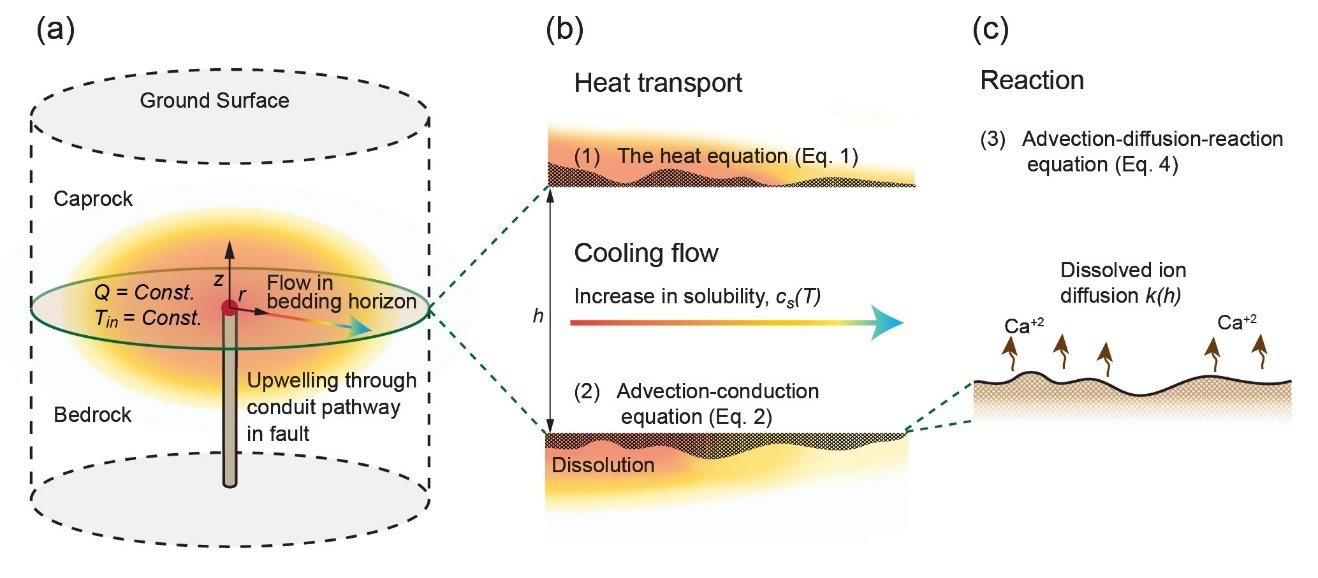 (a)
Ground Surface
Caprock
z
r
Flow in
bedding horizon
Q = Const.
T_in = Const.
Upwelling through
conduit pathway
in fault
Bedrock
(b)
Heat transport
(1) The heat equation (Eq. 1)
Cooling flow
Increase in solubility, c_s(T)
h
(2) Advection-conduction
equation (Eq. 2)
Dissolution
(c)
Reaction
(3) Advection-diffusion-reaction
equation (Eq. 4)
Dissolved ion
diffusion k(h)
Ca⁺²
Ca⁺²